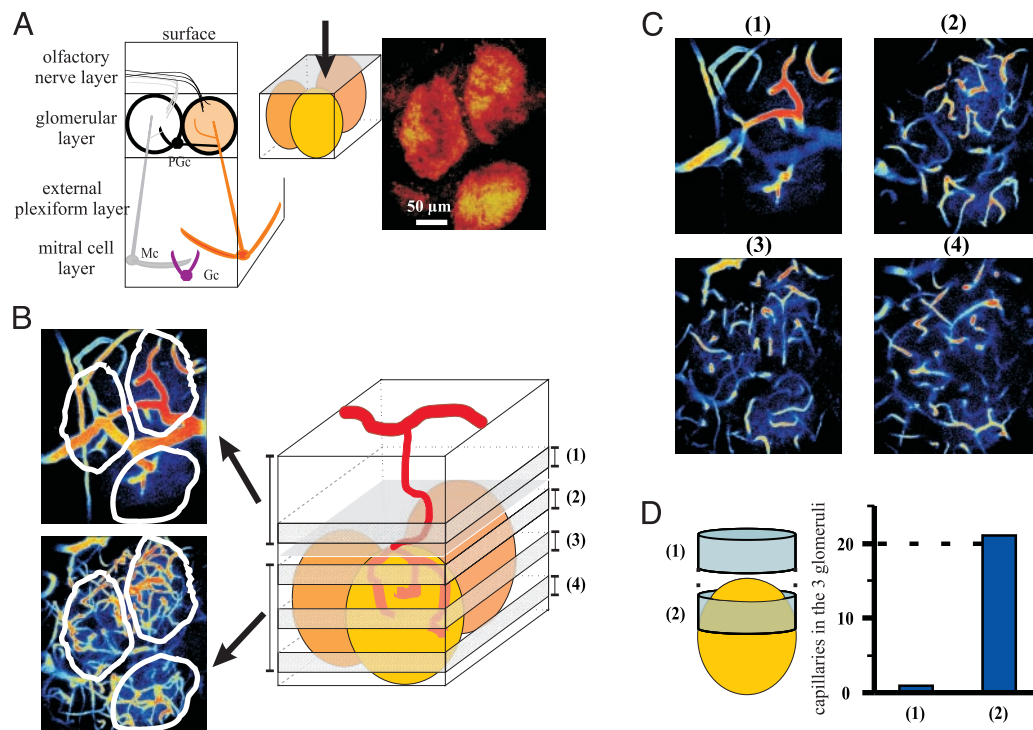 A
surface
olfactory
nerve layer
glomerular
layer
PGc
external
plexiform layer
mitral cell
layer
Mc
Gc
50 µm
B
(1)
(2)
(3)
(4)
C
(1)
(2)
(3)
(4)
D
(1)
(2)
capillaries in the 3 glomeruli
20
10
0
(1)
(2)